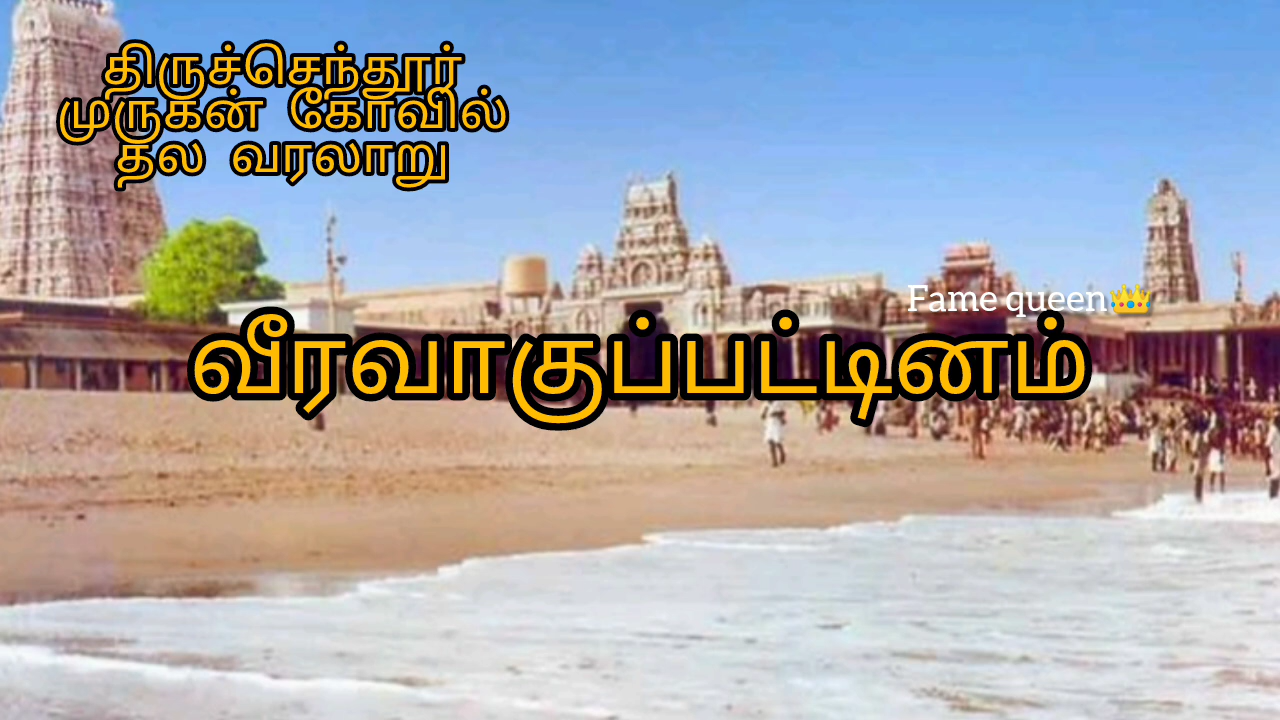 திருச்செந்தூர்
முருகன் கோவில்
தல வரலாறு
Fame queen👑
வீரவாகுப்பட்டினம்